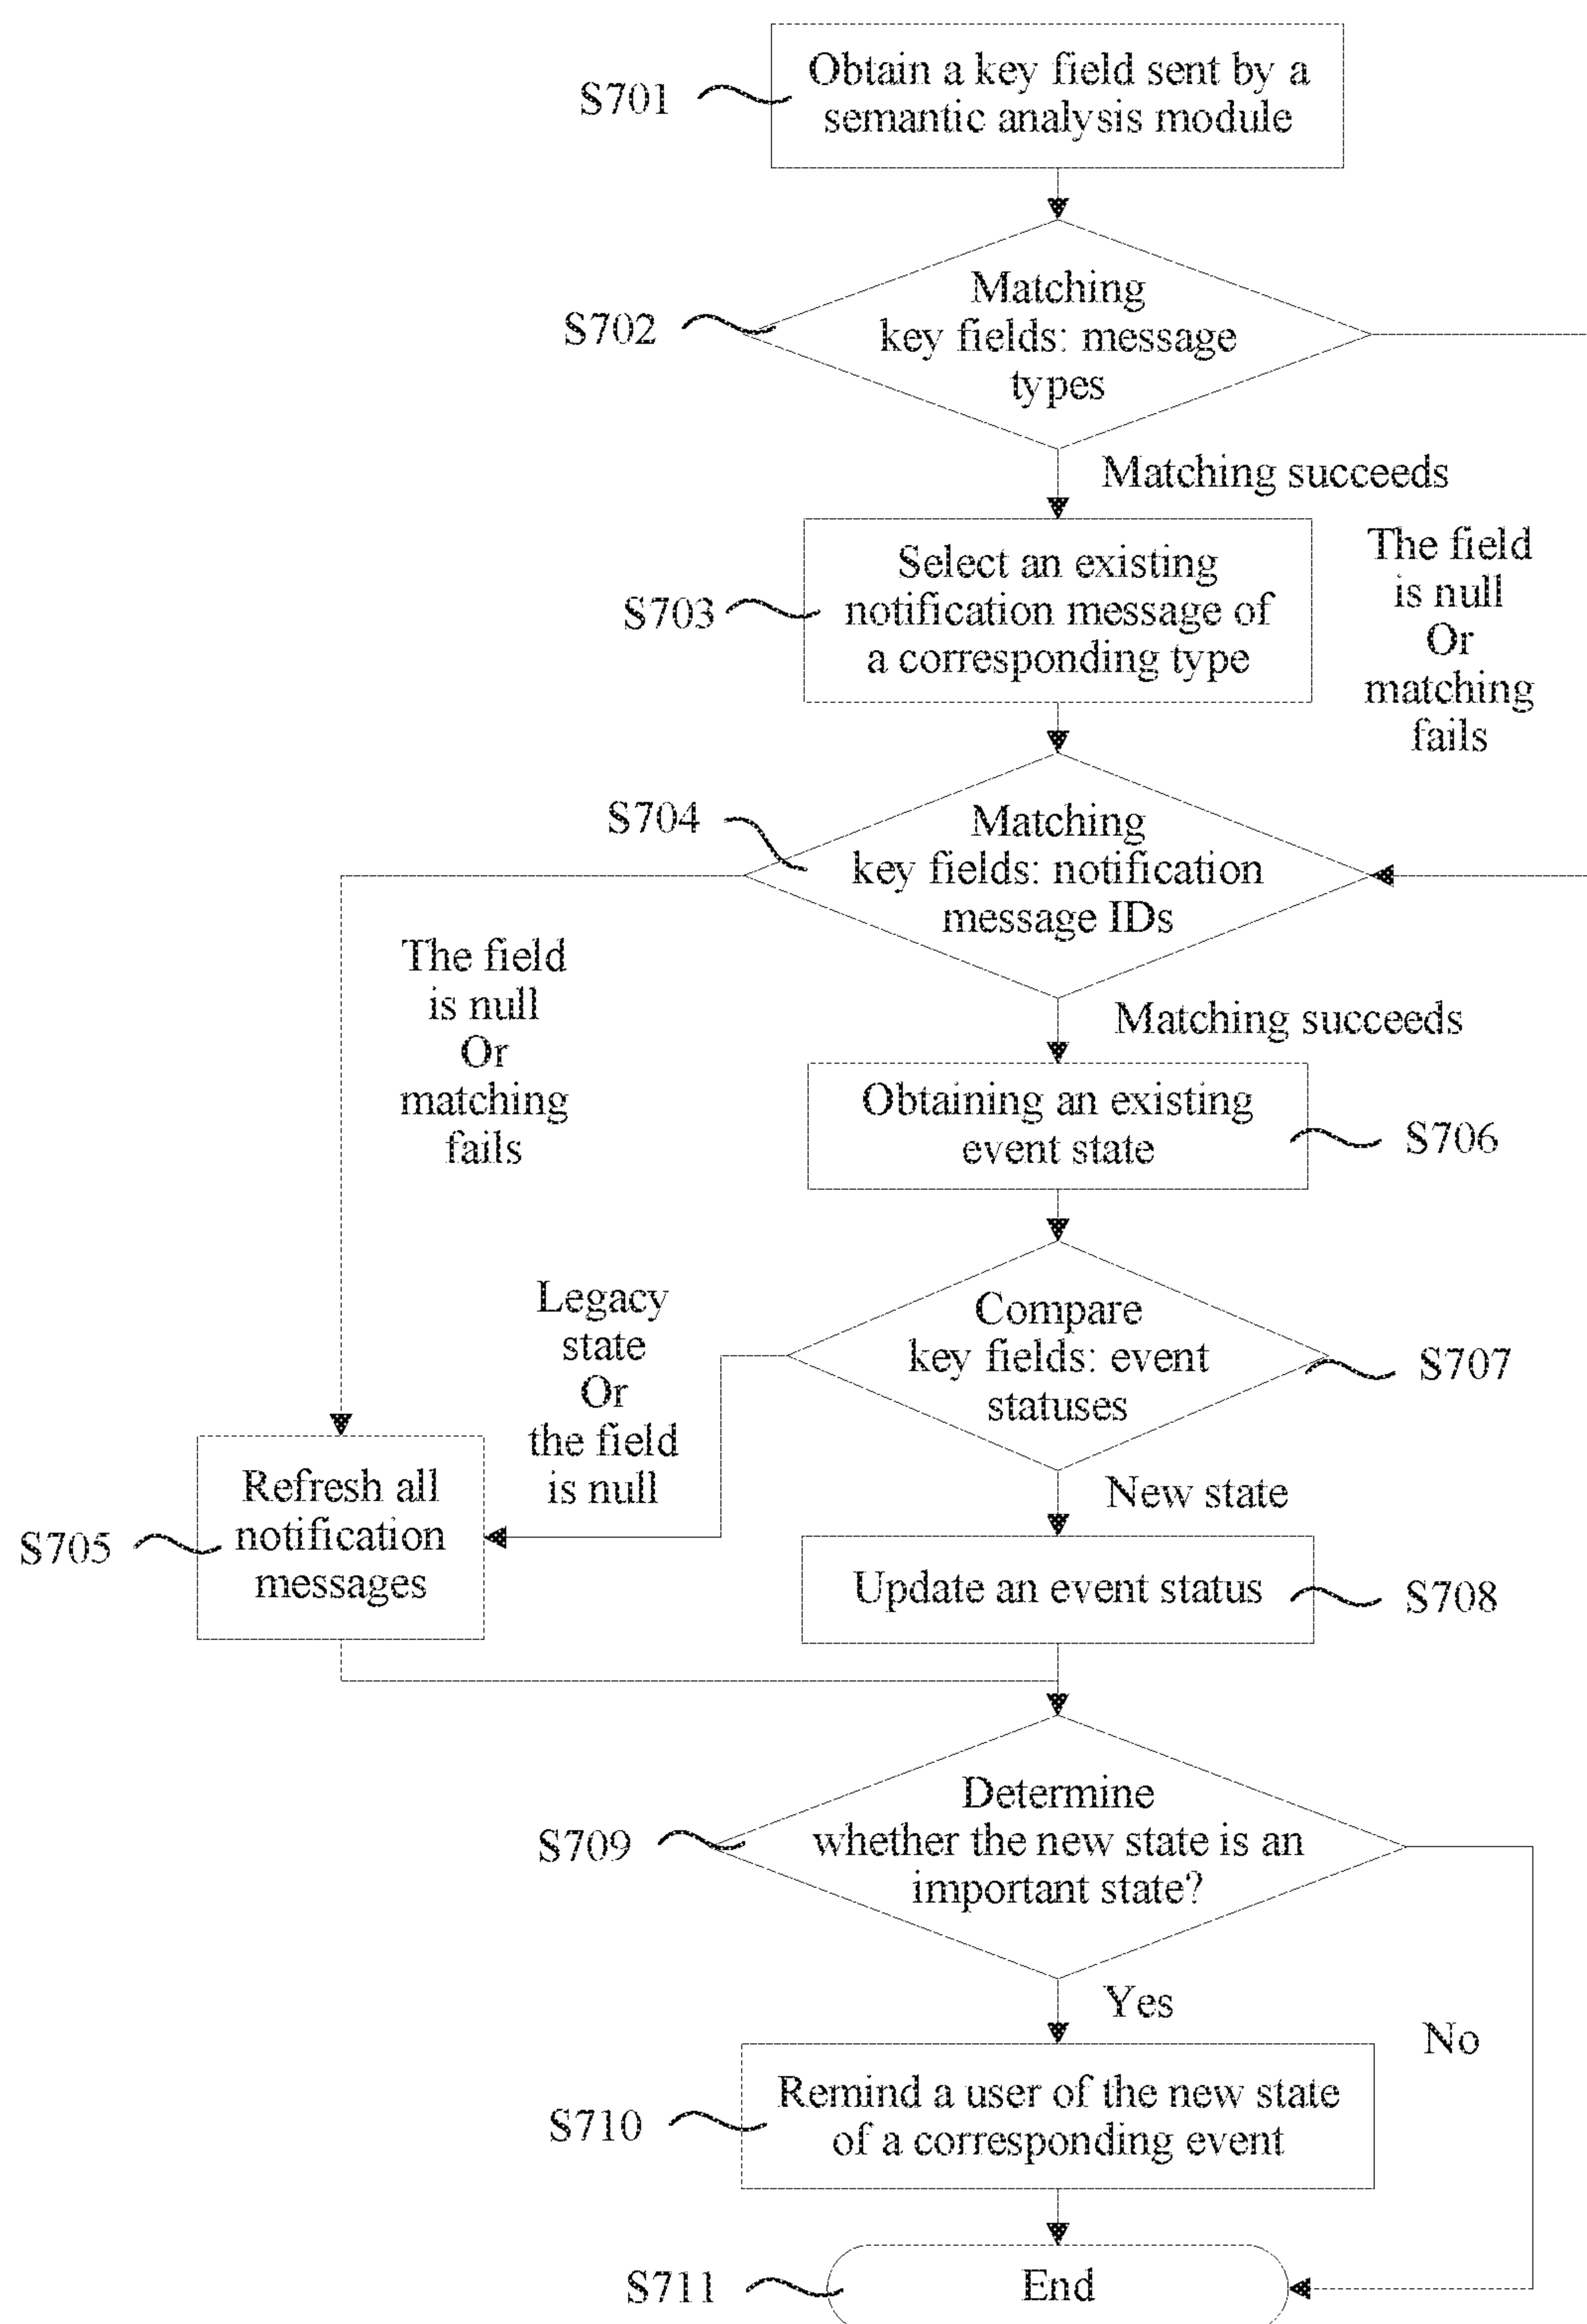 S701
Obtain a key field sent by a
semantic analysis module
S702
Matching
key fields: message
types
Matching succeeds
The field
is null
Or
matching
fails
S703
Select an existing
notification message of
a corresponding type
S704
Matching
key fields: notification
message IDs
The field
is null
Or
matching
fails
Matching succeeds
Obtaining an existing
event state
S706
Legacy
state
Or
the field
is null
Compare
key fields: event
statuses
S707
New state
S705
Refresh all
notification
messages
Update an event status
S708
S709
Determine
whether the new state is an
important state?
Yes
No
S710
Remind a user of the new state
of a corresponding event
S711
End